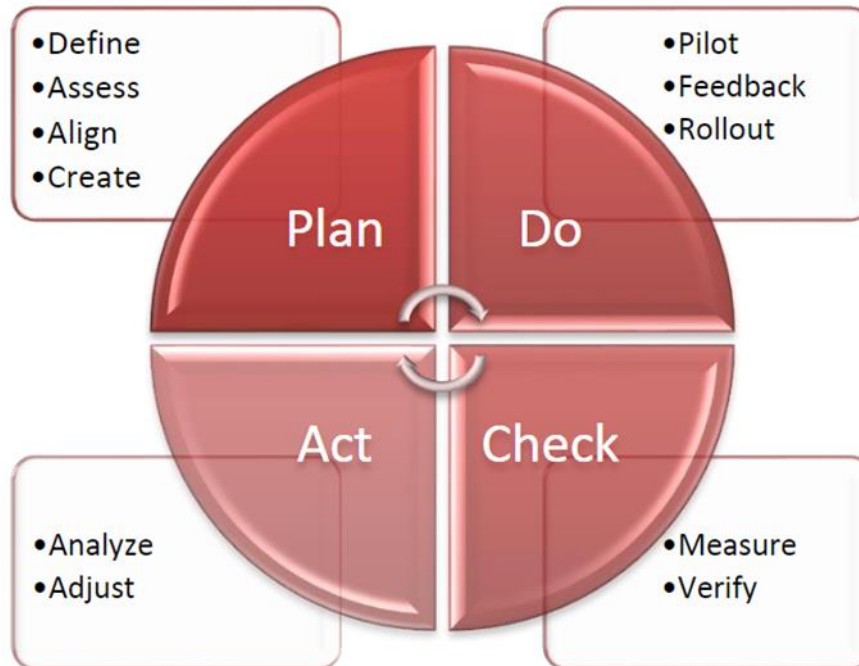 •Define
•Assess
•Align
•Create
•Pilot
•Feedback
•Rollout
Plan
Do
Act
Check
•Analyze
•Adjust
•Measure
•Verify